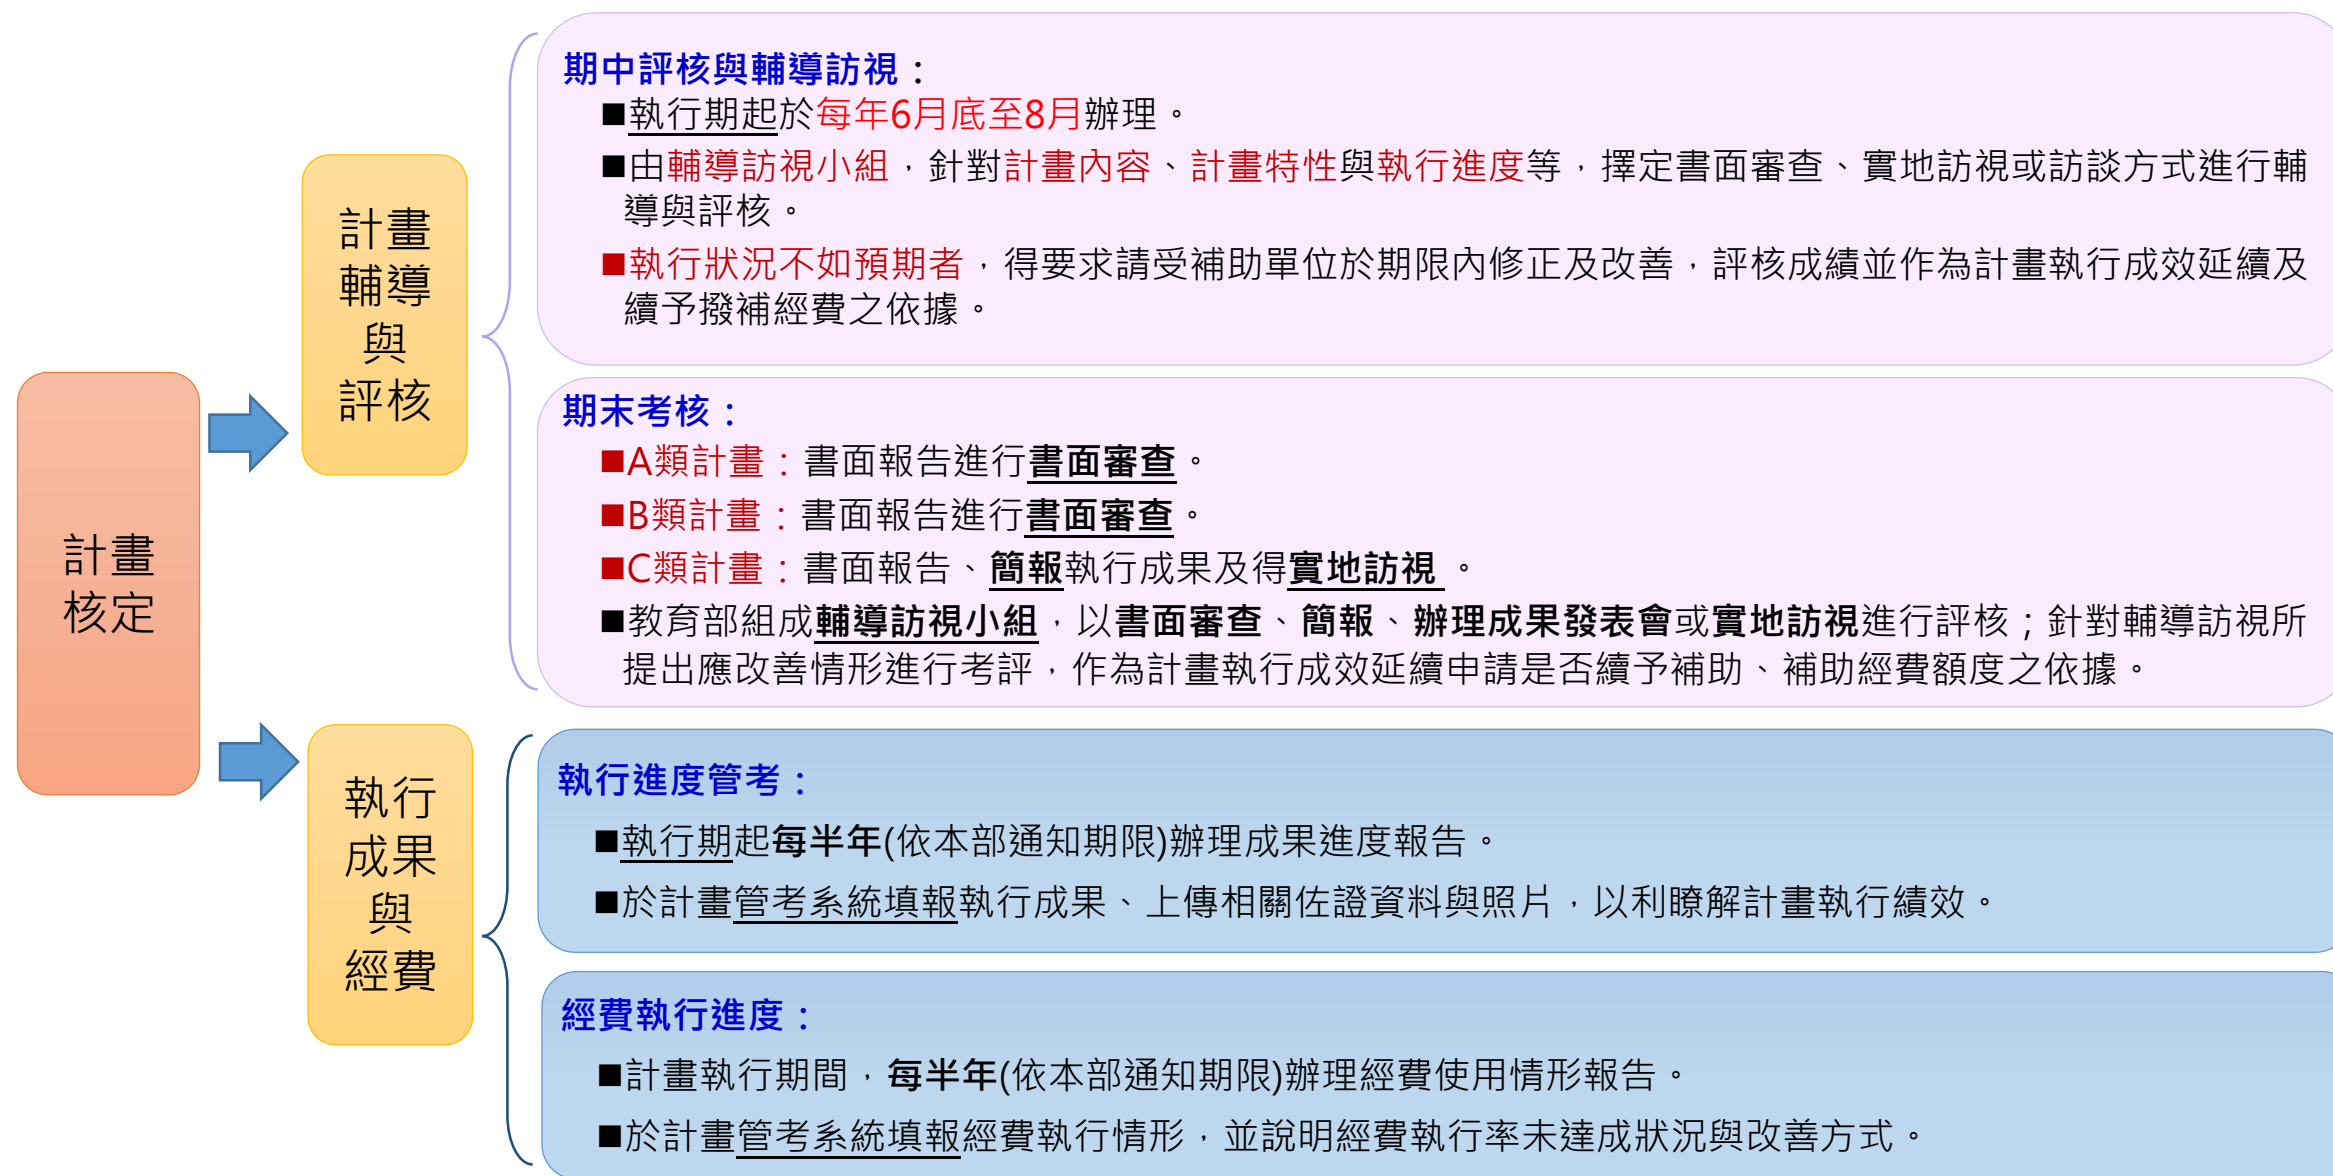 計畫
核定
計畫
輔導
與
評核
期中評核與輔導訪視：
■執行期起於每年6月底至8月辦理。
■由輔導訪視小組，針對計畫內容、計畫特性與執行進度等，擇定書面審查、實地訪視或訪談方式進行輔
導與評核。
■執行狀況不如預期者，得要求請受補助單位於期限內修正及改善，評核成績並作為計畫執行成效延續及
續予撥補經費之依據。
期末考核：
■A類計畫：書面報告進行書面審查。
■B類計畫：書面報告進行書面審查。
■C類計畫：書面報告、簡報執行成果及得實地訪視 。
■教育部組成輔導訪視小組，以書面審查、簡報、辦理成果發表會或實地訪視進行評核；針對輔導訪視所
提出應改善情形進行考評，作為計畫執行成效延續申請是否續予補助、補助經費額度之依據。
執行
成果
與
經費
執行進度管考：
■執行期起每半年(依本部通知期限)辦理成果進度報告。
■於計畫管考系統填報執行成果、上傳相關佐證資料與照片，以利瞭解計畫執行績效。
經費執行進度：
■計畫執行期間，每半年(依本部通知期限)辦理經費使用情形報告。
■於計畫管考系統填報經費執行情形，並說明經費執行率未達成狀況與改善方式。